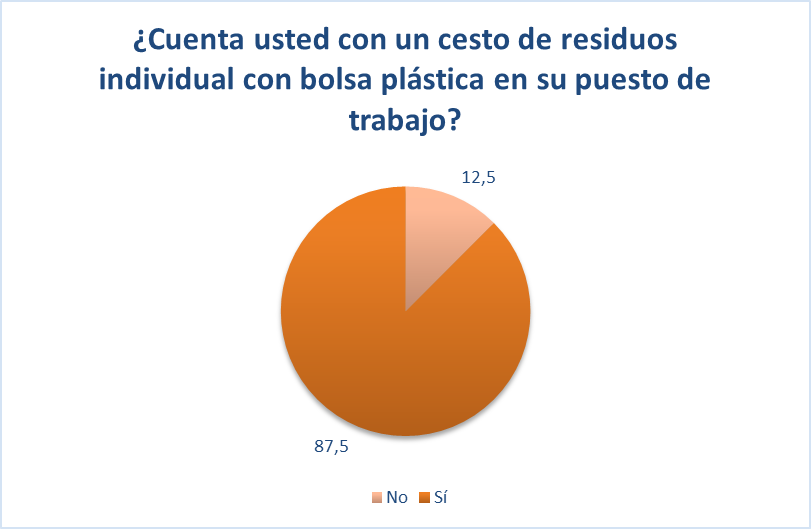 ¿Cuenta usted con un cesto de residuos
individual con bolsa plástica en su puesto de
trabajo?
12,5
87,5
No Sí